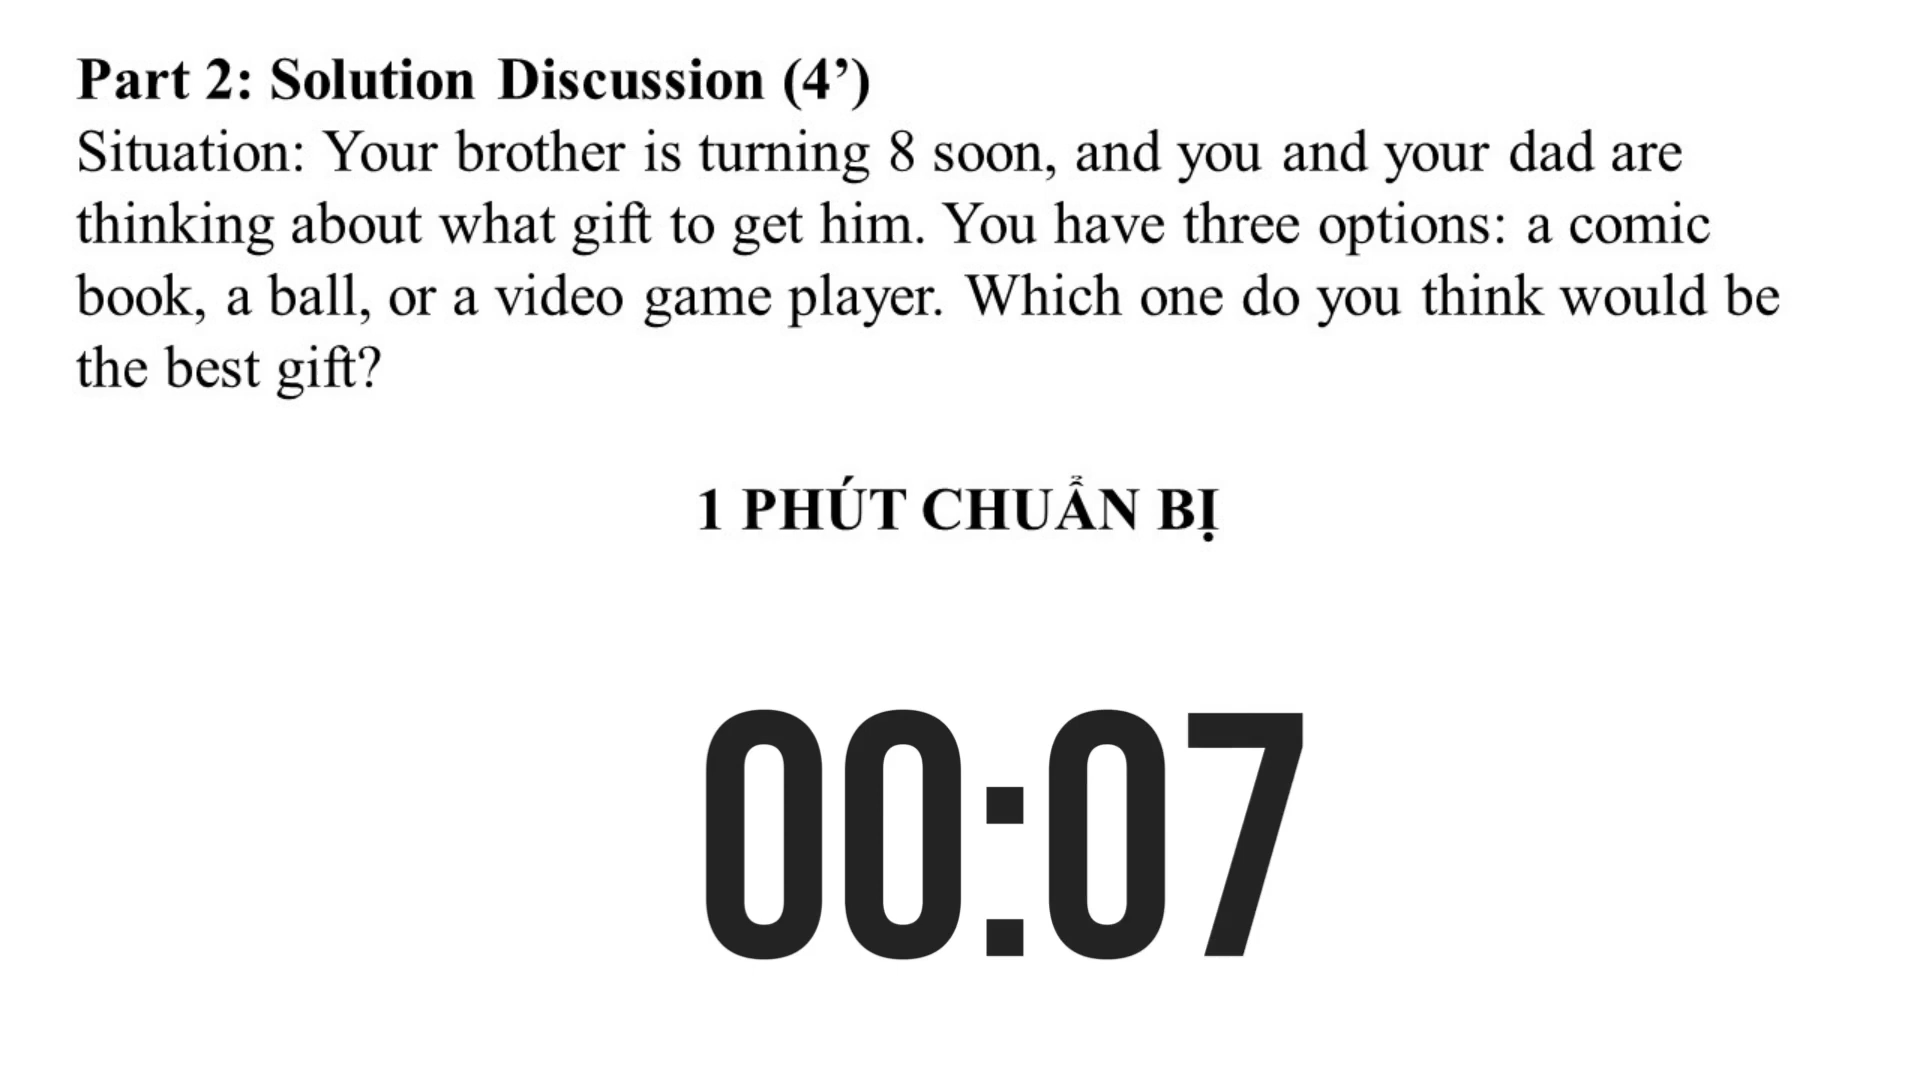 Part 2: Solution Discussion (4’)
Situation: Your brother is turning 8 soon, and you and your dad are
thinking about what gift to get him. You have three options: a comic
book, a ball, or a video game player. Which one do you think would be
the best gift?
1 PHÚT CHUẨN BỊ
00:07